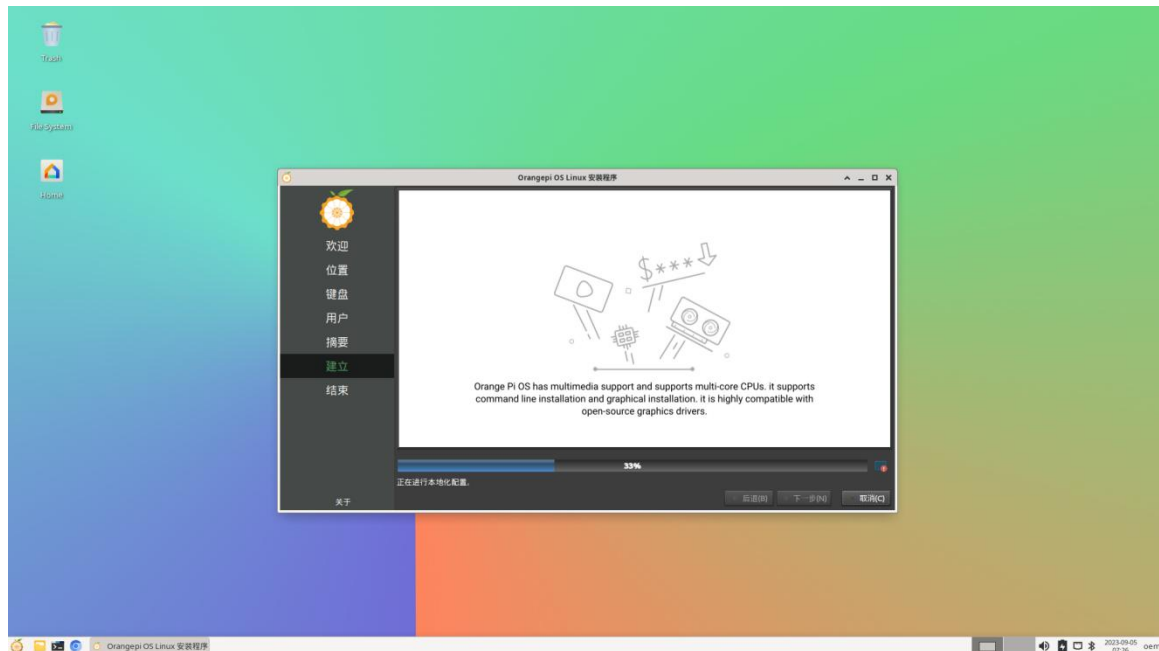 Trash
File System
Home
Orangepi OS Linux 安装程序
欢迎
位置
键盘
用户
摘要
建立
结束
关于
$***
Orange Pi OS has multimedia support and supports multi-core CPUs. it supports
command line installation and graphical installation. it is highly compatible with
open-source graphics drivers.
33%
正在进行本地化配置。
后退(B) 下一步(N) 取消(C)
Orangepi OS Linux 安装程序
2023-09-05
07:26
oem